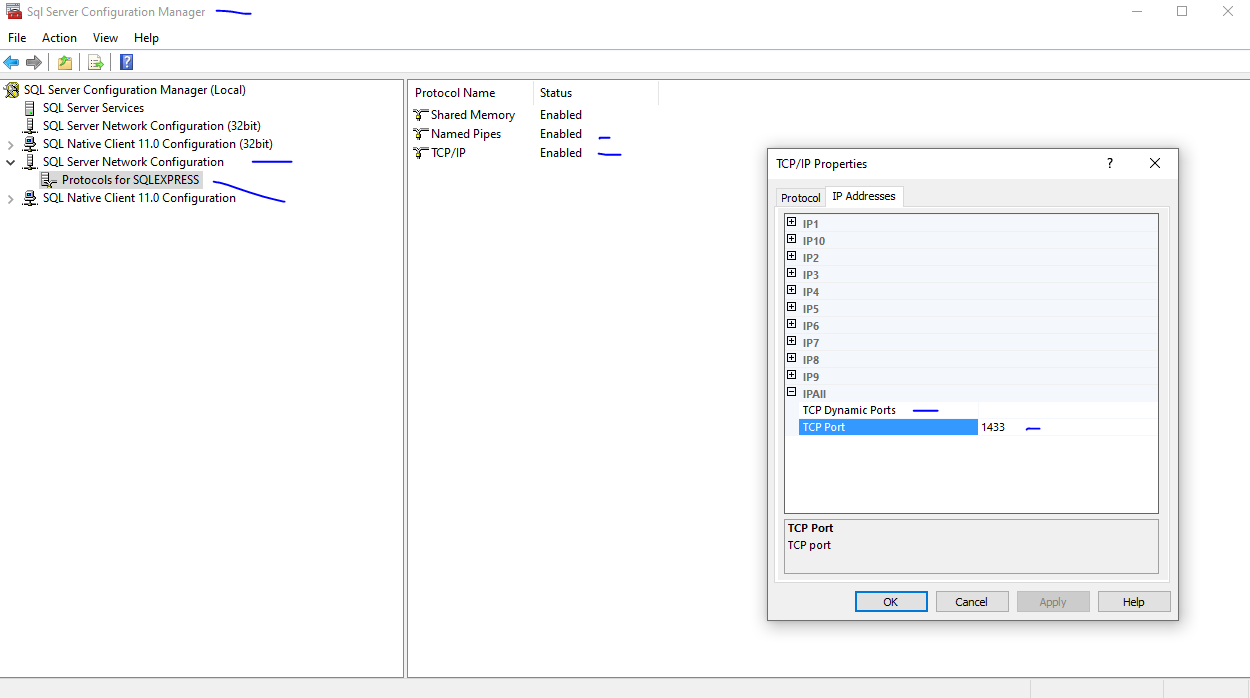 Sql Server Configuration Manager
File Action View Help
?
SQL Server Configuration Manager (Local)
SQL Server Services
SQL Server Network Configuration (32bit)
SQL Native Client 11.0 Configuration (32bit)
SQL Server Network Configuration
Protocols for SQLEXPRESS
SQL Native Client 11.0 Configuration
Protocol Name Status
Shared Memory Enabled
Named Pipes Enabled
TCP/IP Enabled
TCP/IP Properties ?
Protocol IP Addresses
IP1
IP10
IP2
IP3
IP4
IP5
IP6
IP7
IP8
IP9
IPAll
TCP Dynamic Ports
TCP Port 1433
TCP Port
TCP port
OK Cancel Apply Help